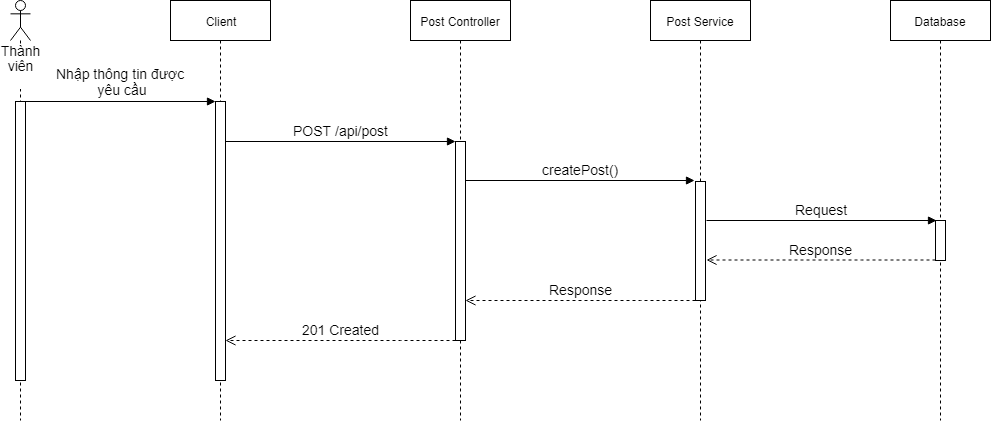 Client
Post Controller
Post Service
Database
Thành
viên
Nhập thông tin được
yêu cầu
POST /api/post
createPost()
Request
Response
Response
201 Created